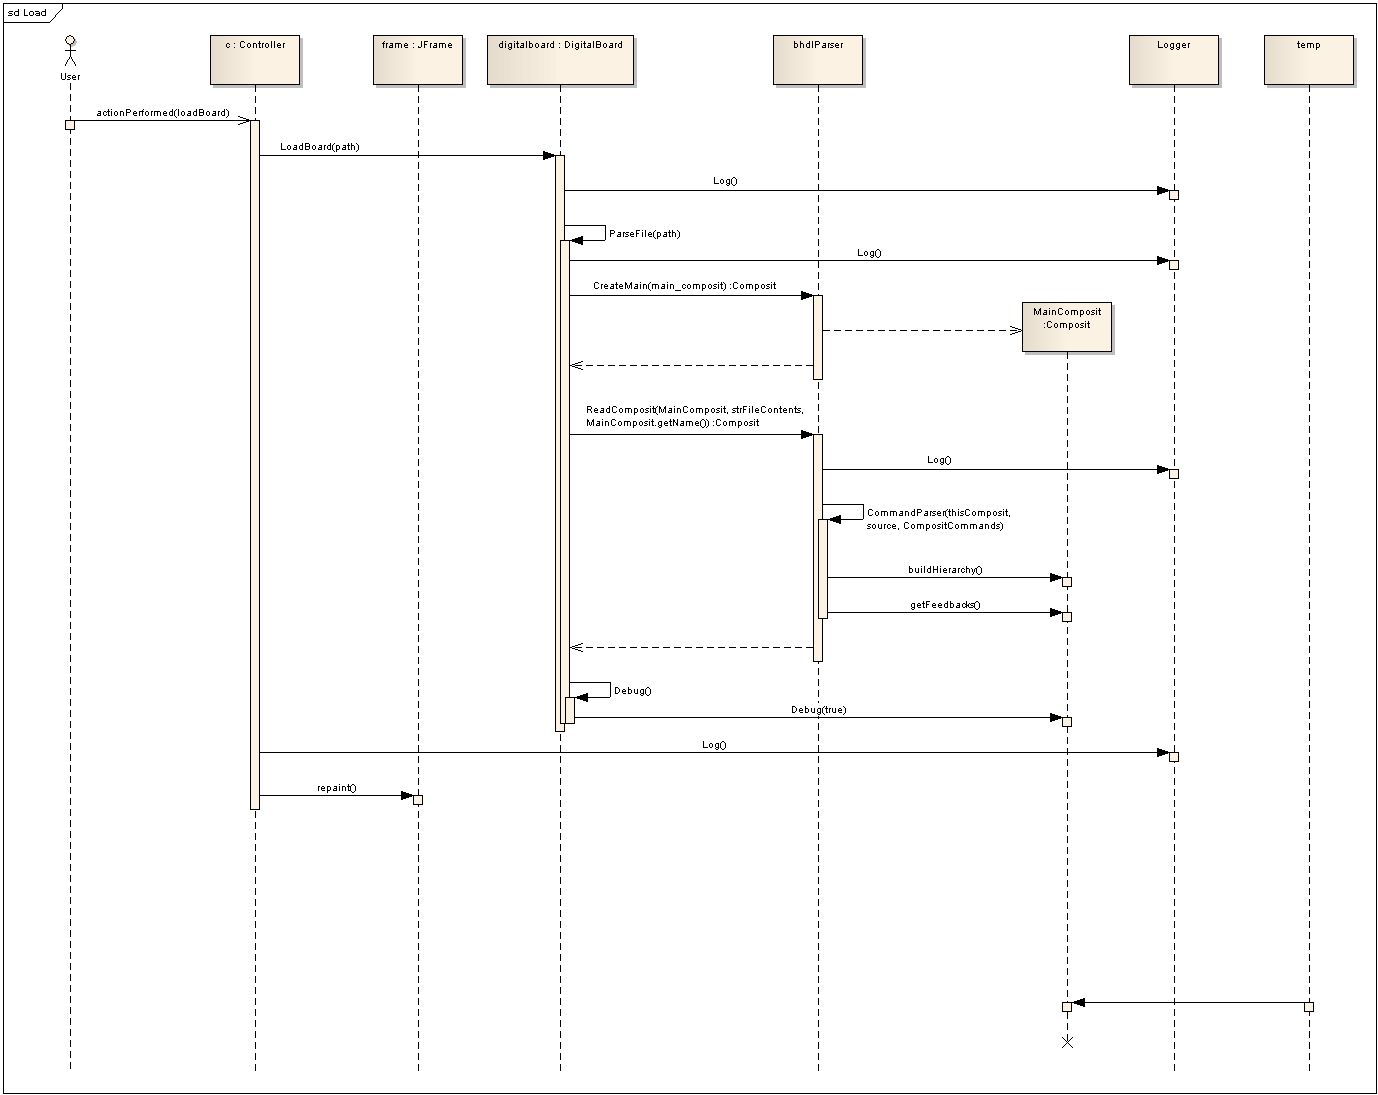 sd Load
User
c : Controller
frame : JFrame
digitalboard : DigitalBoard
bhdlParser
Logger
temp
actionPerformed(loadBoard)
LoadBoard(path)
Log()
ParseFile(path)
Log()
CreateMain(main_composit) :Composit
MainComposit
:Composit
ReadComposit(MainComposit, strFileContents,
MainComposit.getName()) :Composit
Log()
CommandParser(thisComposit,
source, CompositCommands)
buildHierarchy()
getFeedbacks()
Debug()
Debug(true)
Log()
repaint()